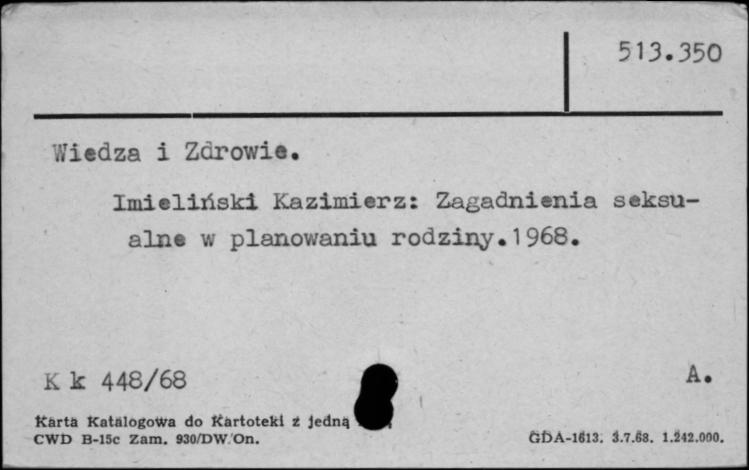 513.350
Wiedza i Zdrowie.
Imieliński Kazimierz: Zagadnienia seksu-
alne w planowaniu rodziny.1968.
K k 448/68
A.
Karta Katalogowa do Kartoteki z jedną
CWD B-15c Zam. 930/DW.On.
GDA-1613. 3.7.68. 1.242.000.